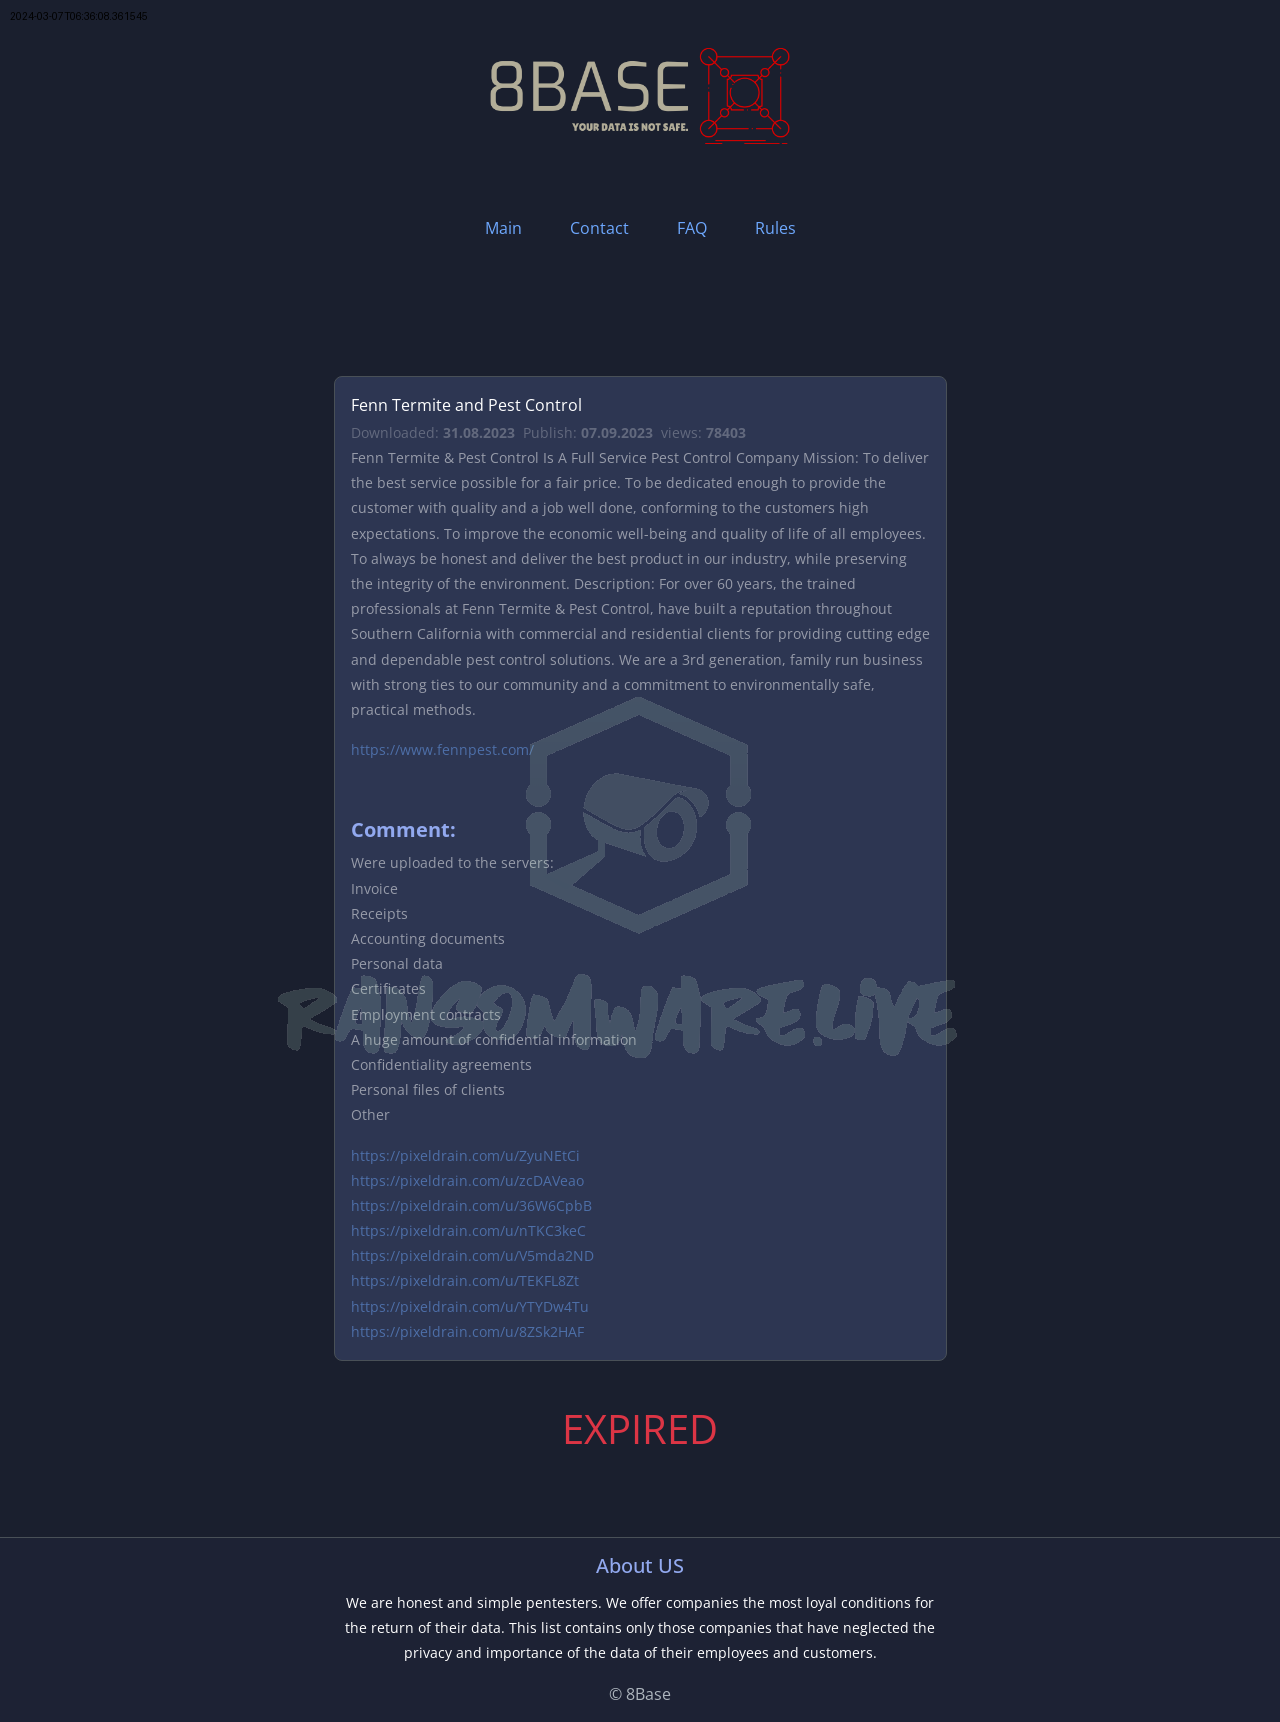 2024-03-07T06:36:08.361545
8BASE
YOUR DATA IS NOT SAFE.
Main Contact FAQ Rules
Fenn Termite and Pest Control
Downloaded: 31.08.2023 Publish: 07.09.2023 views: 78403
Fenn Termite & Pest Control Is A Full Service Pest Control Company Mission: To deliver
the best service possible for a fair price. To be dedicated enough to provide the
customer with quality and a job well done, conforming to the customers high
expectations. To improve the economic well-being and quality of life of all employees.
To always be honest and deliver the best product in our industry, while preserving
the integrity of the environment. Description: For over 60 years, the trained
professionals at Fenn Termite & Pest Control, have built a reputation throughout
Southern California with commercial and residential clients for providing cutting edge
and dependable pest control solutions. We are a 3rd generation, family run business
with strong ties to our community and a commitment to environmentally safe,
practical methods.
https://www.fennpest.com/
Comment:
Were uploaded to the servers:
Invoice
Receipts
Accounting documents
Personal data
Certificates
Employment contracts
A huge amount of confidential information
Confidentiality agreements
Personal files of clients
Other
RANSOMWARE.LIVE
https://pixeldrain.com/u/ZyuNEtCi
https://pixeldrain.com/u/zcDAVeao
https://pixeldrain.com/u/36W6CpbB
https://pixeldrain.com/u/nTKC3keC
https://pixeldrain.com/u/V5mda2ND
https://pixeldrain.com/u/TEKFL8Zt
https://pixeldrain.com/u/YTYDw4Tu
https://pixeldrain.com/u/8ZSk2HAF
EXPIRED
About US
We are honest and simple pentesters. We offer companies the most loyal conditions for
the return of their data. This list contains only those companies that have neglected the
privacy and importance of the data of their employees and customers.
© 8Base